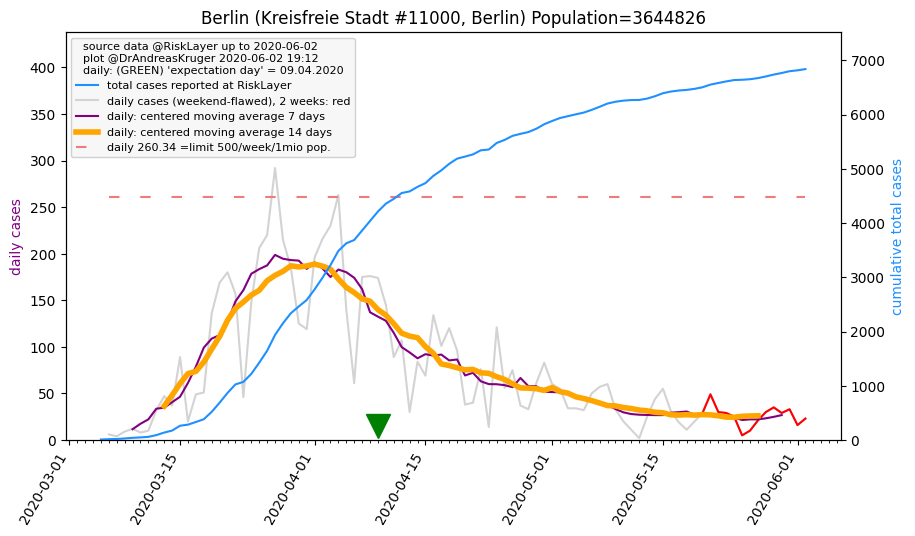 Berlin (Kreisfreie Stadt #11000, Berlin) Population=3644826
source data @RiskLayer up to 2020-06-02
plot @DrAndreasKruger 2020-06-02 19:12
daily: (GREEN) 'expectation day' = 09.04.2020
total cases reported at RiskLayer
daily cases (weekend-flawed), 2 weeks: red
daily: centered moving average 7 days
daily: centered moving average 14 days
daily 260.34 =limit 500/week/1mio pop.
daily cases
400
350
300
250
200
150
100
50
0
cumulative total cases
7000
6000
5000
4000
3000
2000
1000
0
2020-03-01
2020-03-15
2020-04-01
2020-04-15
2020-05-01
2020-05-15
2020-06-01